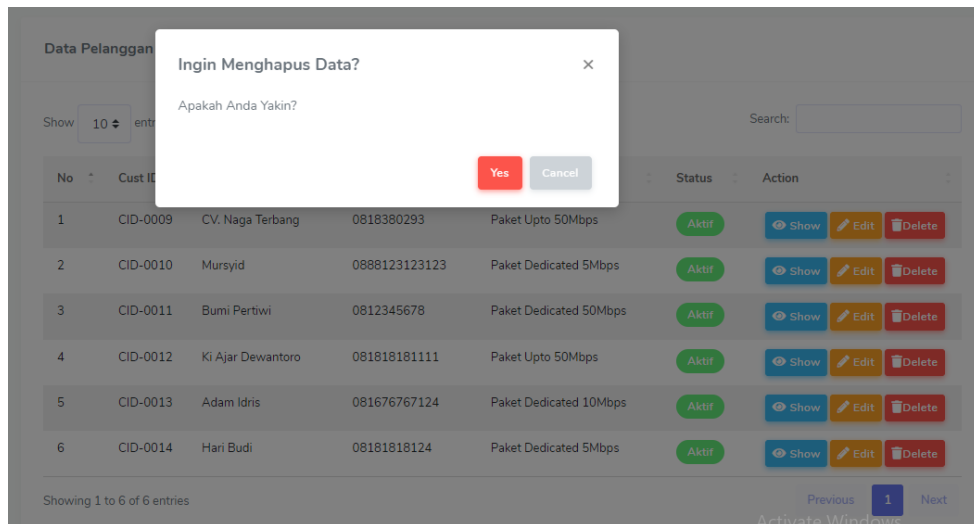 Data Pelanggan
Ingin Menghapus Data? ×
Apakah Anda Yakin?
Yes Cancel
Show 10 entr Search:
No Cust ID Status Action
1 CID-0009 CV. Naga Terbang 0818380293 Paket Upto 50Mbps Aktif Show Edit Delete
2 CID-0010 Mursyid 0888123123123 Paket Dedicated 5Mbps Aktif Show Edit Delete
3 CID-0011 Bumi Pertiwi 0812345678 Paket Dedicated 50Mbps Aktif Show Edit Delete
4 CID-0012 Ki Ajar Dewantoro 081818181111 Paket Upto 50Mbps Aktif Show Edit Delete
5 CID-0013 Adam Idris 081676767124 Paket Dedicated 10Mbps Aktif Show Edit Delete
6 CID-0014 Hari Budi 08181818124 Paket Dedicated 5Mbps Aktif Show Edit Delete
Showing 1 to 6 of 6 entries Previous 1 Next
Activate Windows